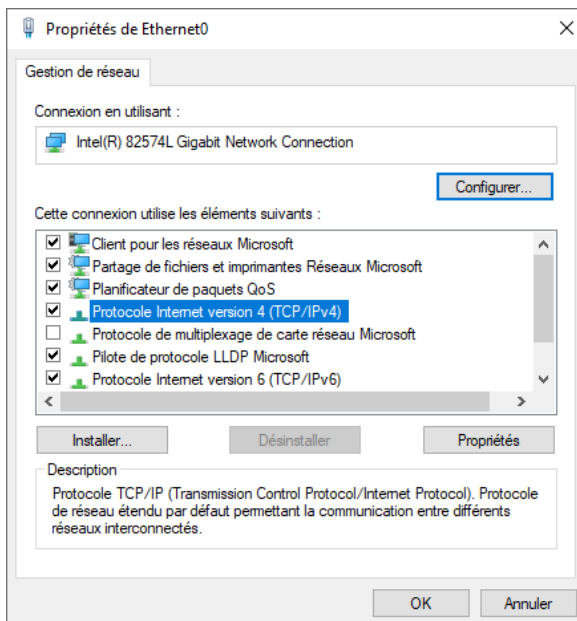 Propriétés de Ethernet0
Gestion de réseau
Connexion en utilisant :
Intel(R) 82574L Gigabit Network Connection
Configurer...
Cette connexion utilise les éléments suivants :
Client pour les réseaux Microsoft
Partage de fichiers et imprimantes Réseaux Microsoft
Planificateur de paquets QoS
Protocole Internet version 4 (TCP/IPv4)
Protocole de multiplexage de carte réseau Microsoft
Pilote de protocole LLDP Microsoft
Protocole Internet version 6 (TCP/IPv6)
Installer... Désinstaller Propriétés
Description
Protocole TCP/IP (Transmission Control Protocol/Internet Protocol). Protocole
de réseau étendu par défaut permettant la communication entre différents
réseaux interconnectés.
OK Annuler